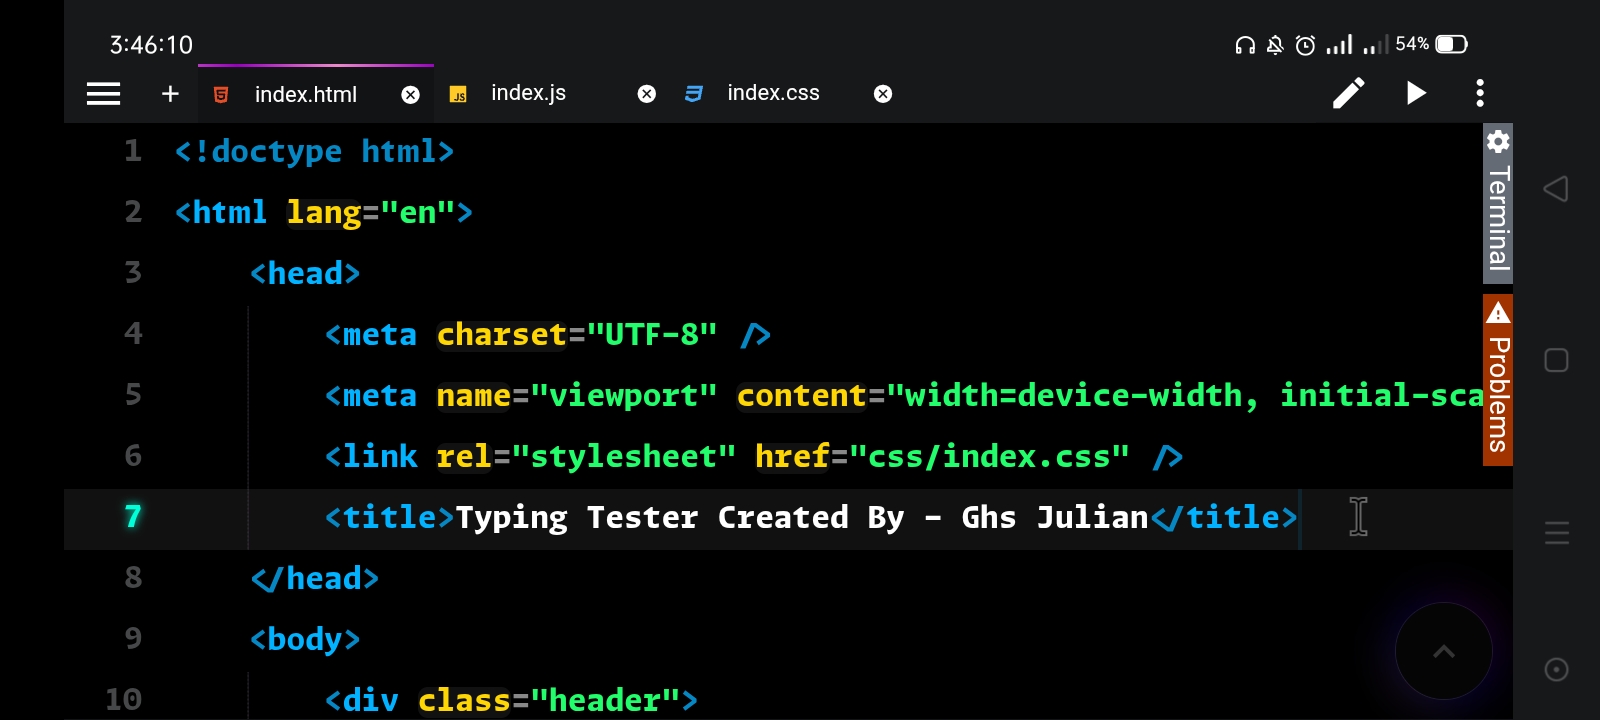 3:46:10 54%
+ index.html JS index.js index.css
1 <!doctype html>
2 <html lang="en">
3 <head>
4 <meta charset="UTF-8" />
5 <meta name="viewport" content="width=device-width, initial-sca
6 <link rel="stylesheet" href="css/index.css" />
7 <title>Typing Tester Created By - Ghs Julian</title>
8 </head>
9 <body>
10 <div class="header">
Terminal
Problems